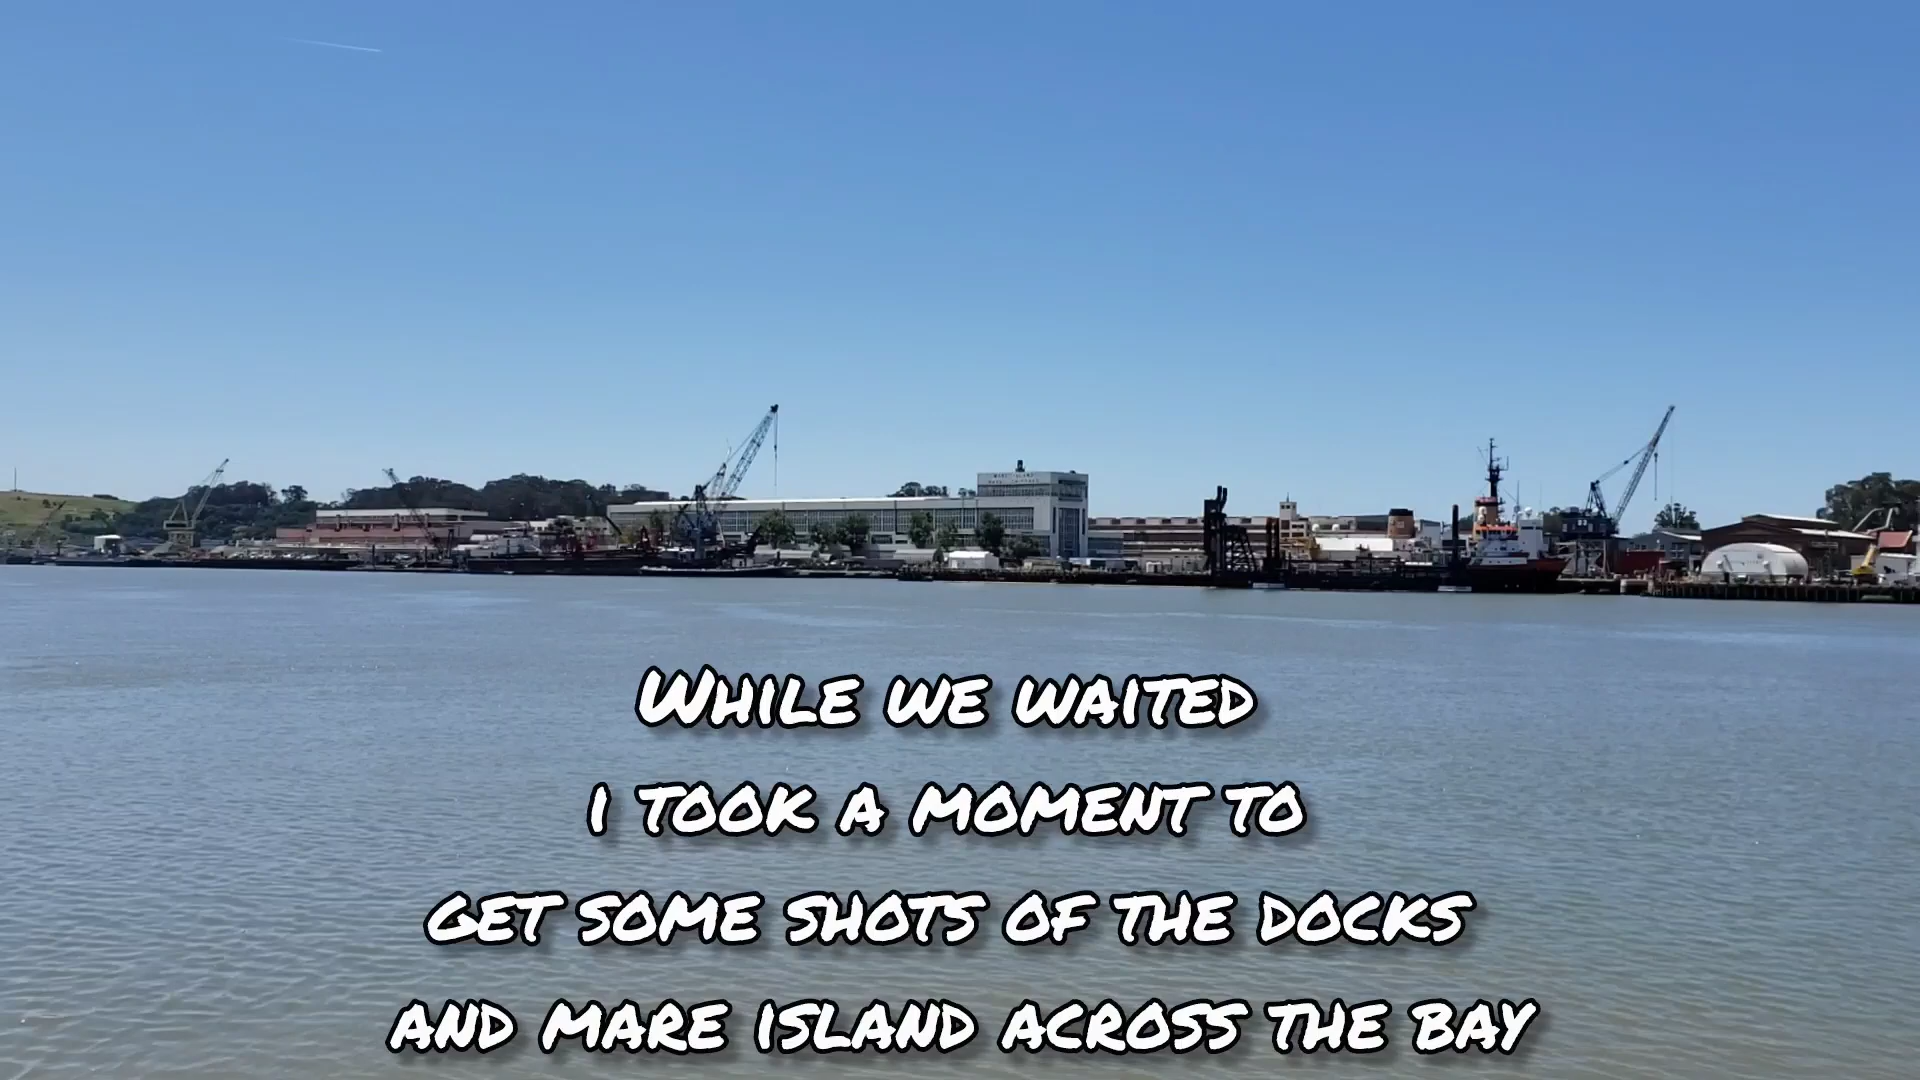 While we waited
i took a moment to
get some shots of the docks
and mare island across the bay